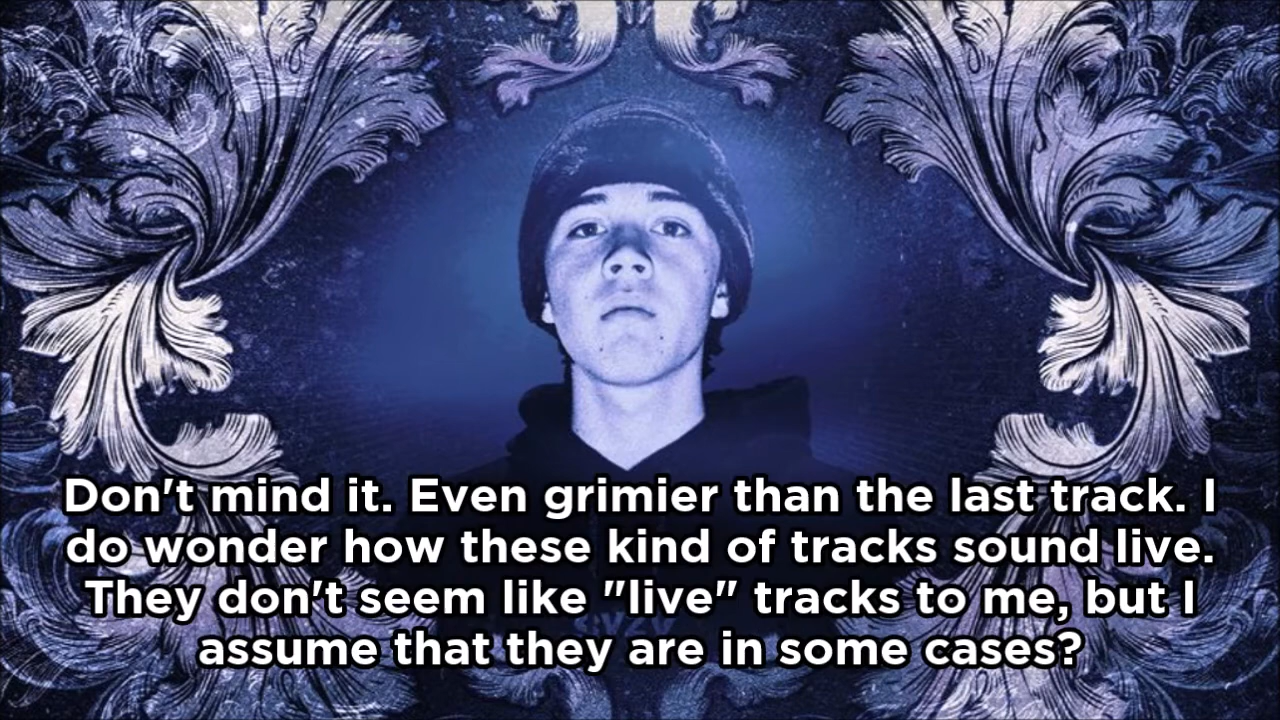 Don't mind it. Even grimier than the last track. I
do wonder how these kind of tracks sound live.
They don't seem like "live" tracks to me, but I
assume that they are in some cases?